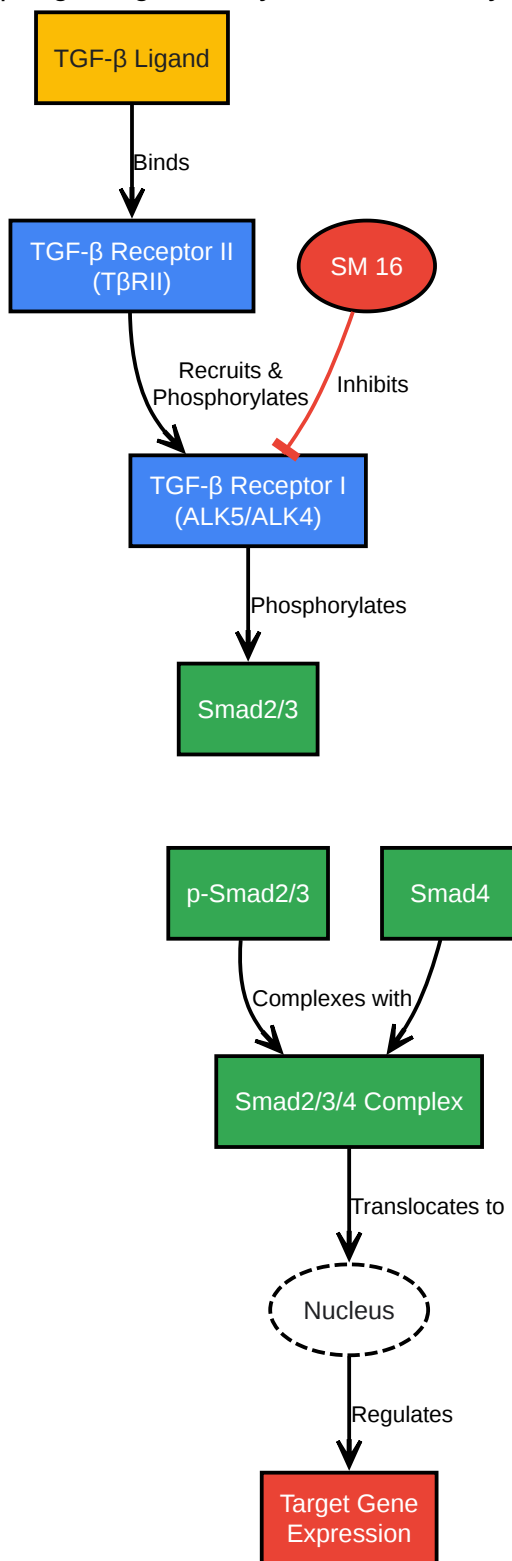 TGF-β Ligand
Binds
TGF-β Receptor II
(TβRII)
SM 16
Recruits &
Phosphorylates
Inhibits
TGF-β Receptor I
(ALK5/ALK4)
Phosphorylates
Smad2/3
p-Smad2/3
Smad4
Complexes with
Smad2/3/4 Complex
Translocates to
Nucleus
Regulates
Target Gene
Expression